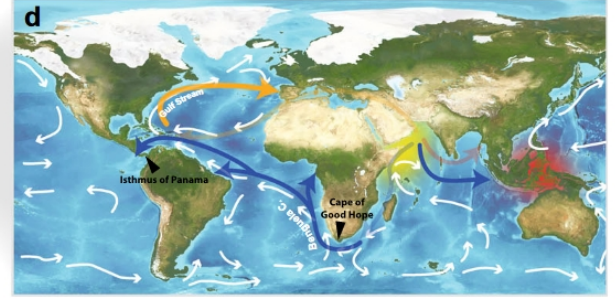 d
Gulf Stream
Isthmus of Panama
Cape of
Good Hope
Benguela C.